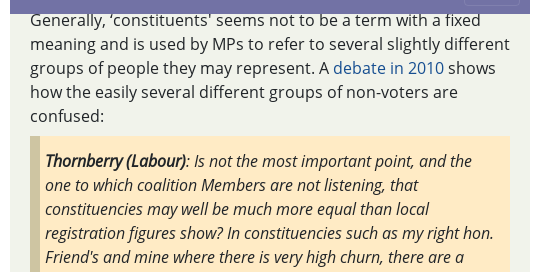 Generally, ‘constituents' seems not to be a term with a fixed
meaning and is used by MPs to refer to several slightly different
groups of people they may represent. A debate in 2010 shows
how the easily several different groups of non-voters are
confused:
Thornberry (Labour): Is not the most important point, and the
one to which coalition Members are not listening, that
constituencies may well be much more equal than local
registration figures show? In constituencies such as my right hon.
Friend's and mine where there is very high churn, there are a